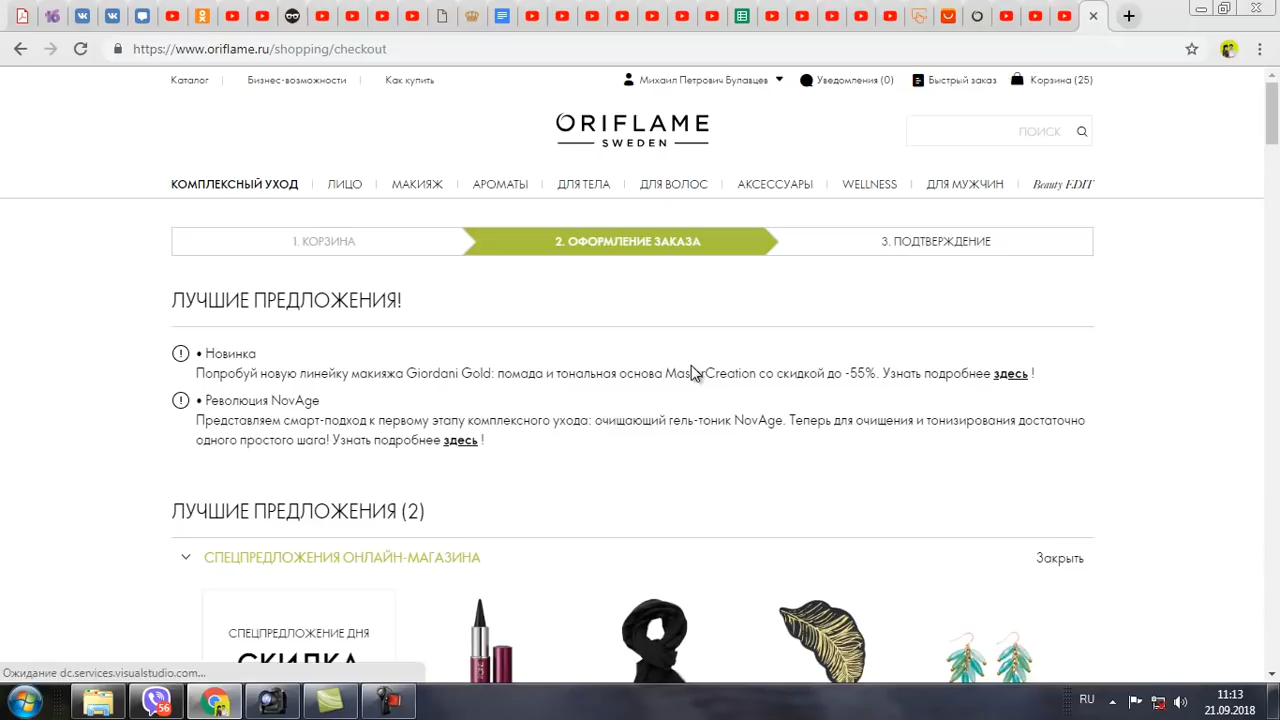 https://www.oriflame.ru/shopping/checkout
Каталог
Бизнес-возможности
Как купить
Михаил Петрович Булавцев
Уведомления (0)
Быстрый заказ
Корзина (25)
ORIFLAME
SWEDEN
ПОИСК
КОМПЛЕКСНЫЙ УХОД
ЛИЦО
МАКИЯЖ
АРОМАТЫ
ДЛЯ ТЕЛА
ДЛЯ ВОЛОС
АКСЕССУАРЫ
WELLNESS
ДЛЯ МУЖЧИН
Beauty EDIT
1. КОРЗИНА
2. ОФОРМЛЕНИЕ ЗАКАЗА
3. ПОДТВЕРЖДЕНИЕ
ЛУЧШИЕ ПРЕДЛОЖЕНИЯ!
• Новинка
Попробуй новую линейку макияжа Giordani Gold: помада и тональная основа MasterCreation со скидкой до -55%. Узнать подробнее здесь !
• Революция NovAge
Представляем смарт-подход к первому этапу комплексного ухода: очищающий гель-тоник NovAge. Теперь для очищения и тонизирования достаточно
одного простого шага! Узнать подробнее здесь !
ЛУЧШИЕ ПРЕДЛОЖЕНИЯ (2)
СПЕЦПРЕДЛОЖЕНИЯ ОНЛАЙН-МАГАЗИНА
Закрыть
СПЕЦПРЕДЛОЖЕНИЕ ДНЯ
СКИДКА
Ожидание dc.services.visualstudio.com...
56
RU
11:13
21.09.2018